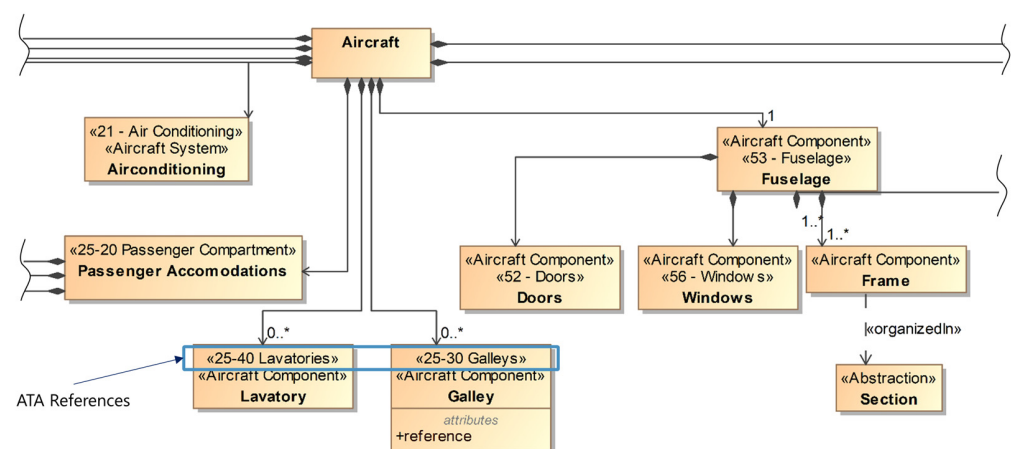 Aircraft
«21 - Air Conditioning»
«Aircraft System»
Airconditioning
1
«Aircraft Component»
«53 - Fuselage»
Fuselage
1..*
1..*
«25-20 Passenger Compartment»
Passenger Accomodations
«Aircraft Component»
«52 - Doors»
Doors
«Aircraft Component»
«56 - Windows»
Windows
«Aircraft Component»
Frame
«organizedIn»
0..*
0..*
«25-40 Lavatories»
«Aircraft Component»
Lavatory
«25-30 Galleys»
«Aircraft Component»
Galley
attributes
+reference
«Abstraction»
Section
ATA References